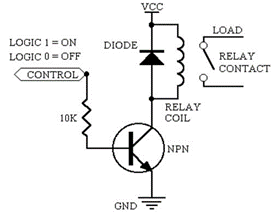 VCC
LOGIC 1 = ON
LOGIC 0 = OFF
CONTROL
DIODE
LOAD
RELAY
CONTACT
RELAY
COIL
10K
NPN
GND